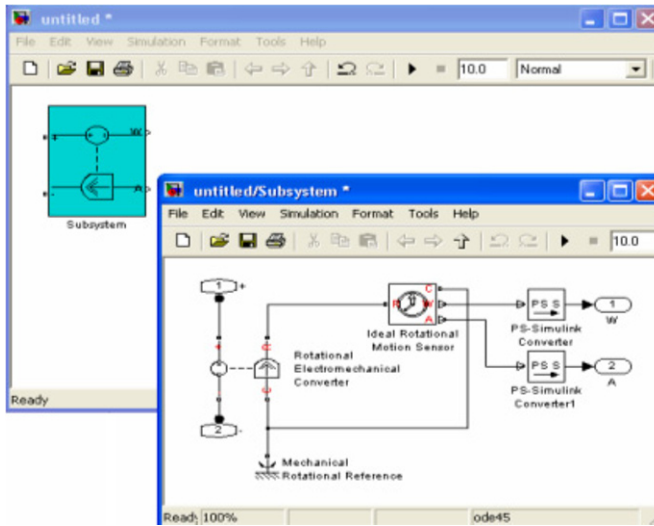 untitled *
File Edit View Simulation Format Tools Help
10.0 Normal
+ W
- A
Subsystem
Ready
untitled/Subsystem *
File Edit View Simulation Format Tools Help
10.0
1 +
+
-
2 -
Rotational
Electromechanical
Converter
R C W A
Ideal Rotational
Motion Sensor
PS S
PS-Simulink
Converter
1
W
PS S
PS-Simulink
Converter1
2
A
Mechanical
Rotational Reference
Ready 100% ode45